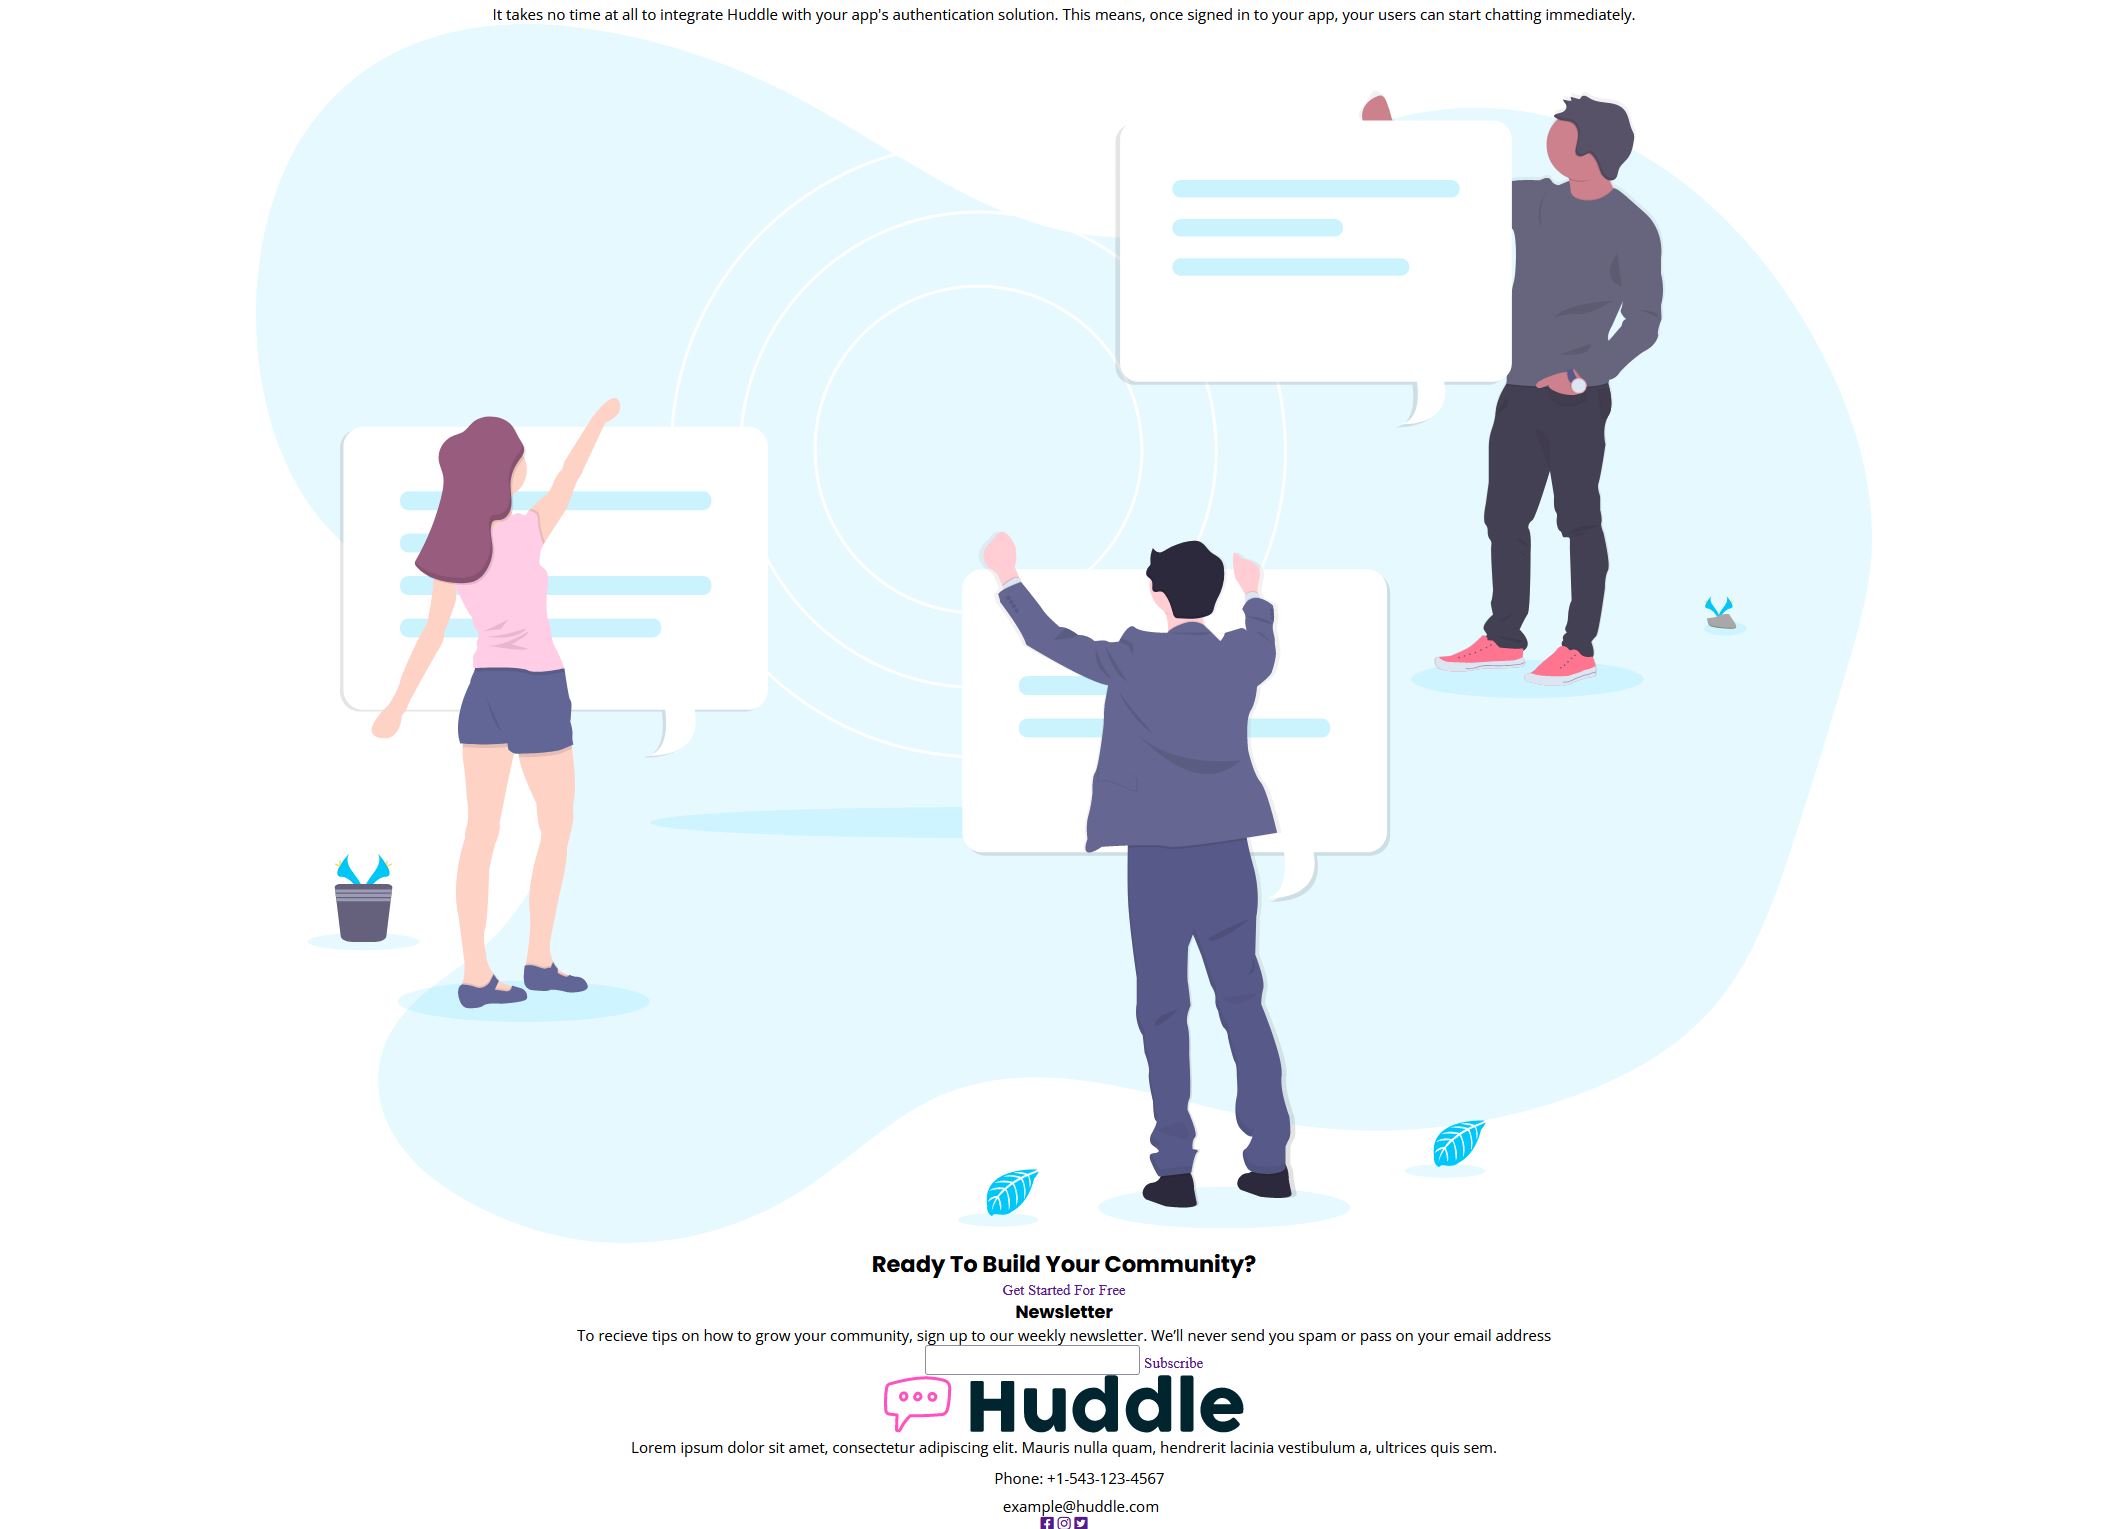 It takes no time at all to integrate Huddle with your app's authentication solution. This means, once signed in to your app, your users can start chatting immediately.
Ready To Build Your Community?
Get Started For Free
Newsletter
To recieve tips on how to grow your community, sign up to our weekly newsletter. We’ll never send you spam or pass on your email address
Subscribe
Huddle
Lorem ipsum dolor sit amet, consectetur adipiscing elit. Mauris nulla quam, hendrerit lacinia vestibulum a, ultrices quis sem.
Phone: +1-543-123-4567
example@huddle.com